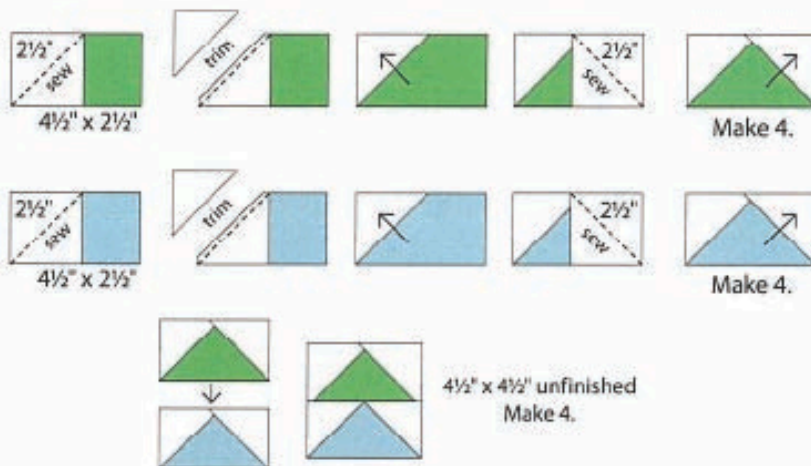 2½"
sew
4½" x 2½"
trim
2½"
sew
Make 4.
2½"
sew
4½" x 2½"
trim
2½"
sew
Make 4.
4½" x 4½" unfinished
Make 4.